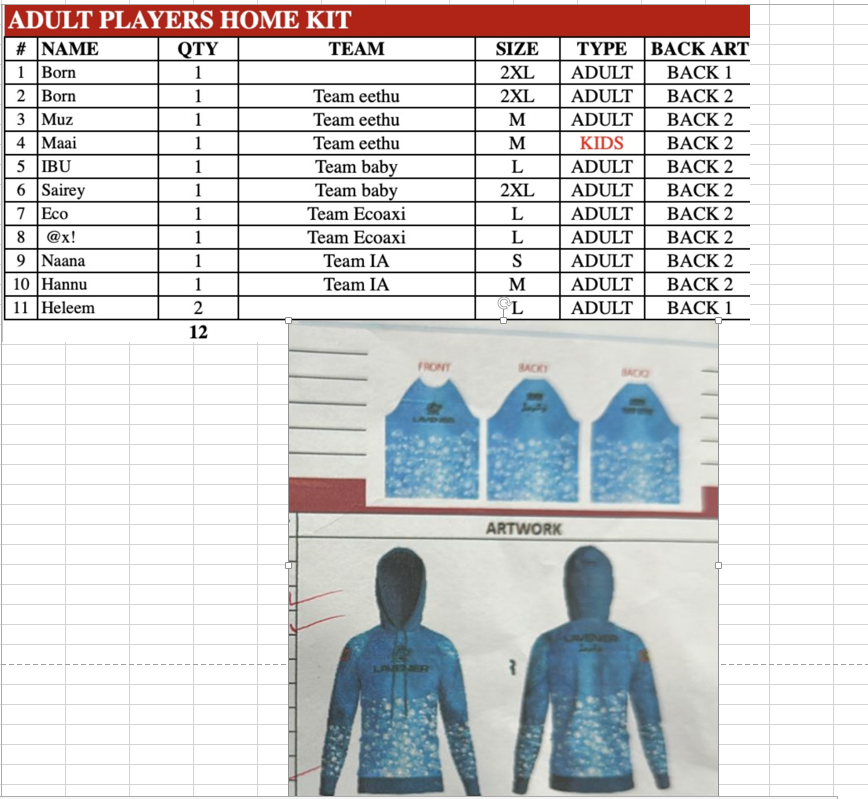 ADULT PLAYERS HOME KIT
# NAME QTY TEAM SIZE TYPE BACK ART
1 Born 1 2XL ADULT BACK 1
2 Born 1 Team eethu 2XL ADULT BACK 2
3 Muz 1 Team eethu M ADULT BACK 2
4 Maai 1 Team eethu M KIDS BACK 2
5 IBU 1 Team baby L ADULT BACK 2
6 Sairey 1 Team baby 2XL ADULT BACK 2
7 Eco 1 Team Ecoaxi L ADULT BACK 2
8 @x! 1 Team Ecoaxi L ADULT BACK 2
9 Naana 1 Team IA S ADULT BACK 2
10 Hannu 1 Team IA M ADULT BACK 2
11 Heleem 2 L ADULT BACK 1
12
FRONT BACK1 BACK2
LAVENER
ARTWORK
LAVENER LAVENER